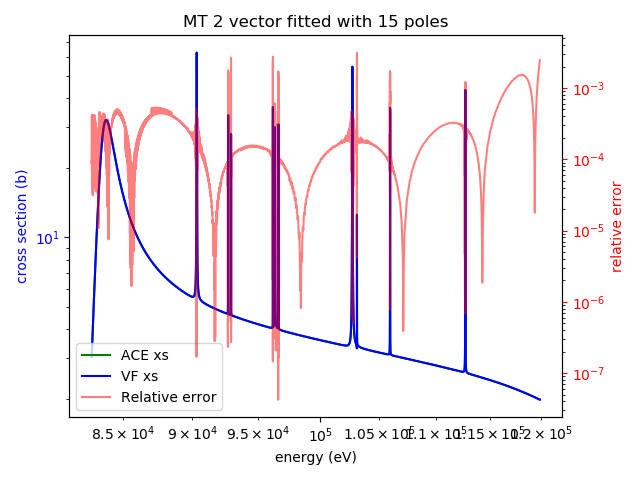 MT 2 vector fitted with 15 poles
cross section (b)
10¹
10⁻³
10⁻⁴
10⁻⁵
10⁻⁶
10⁻⁷
relative error
ACE xs
VF xs
Relative error
8.5 × 10⁴ 9 × 10⁴ 9.5 × 10⁴ 10⁵ 1.05 × 10⁵ 1.1 × 10⁵ 1.15 × 10⁵ 1.2 × 10⁵
energy (eV)